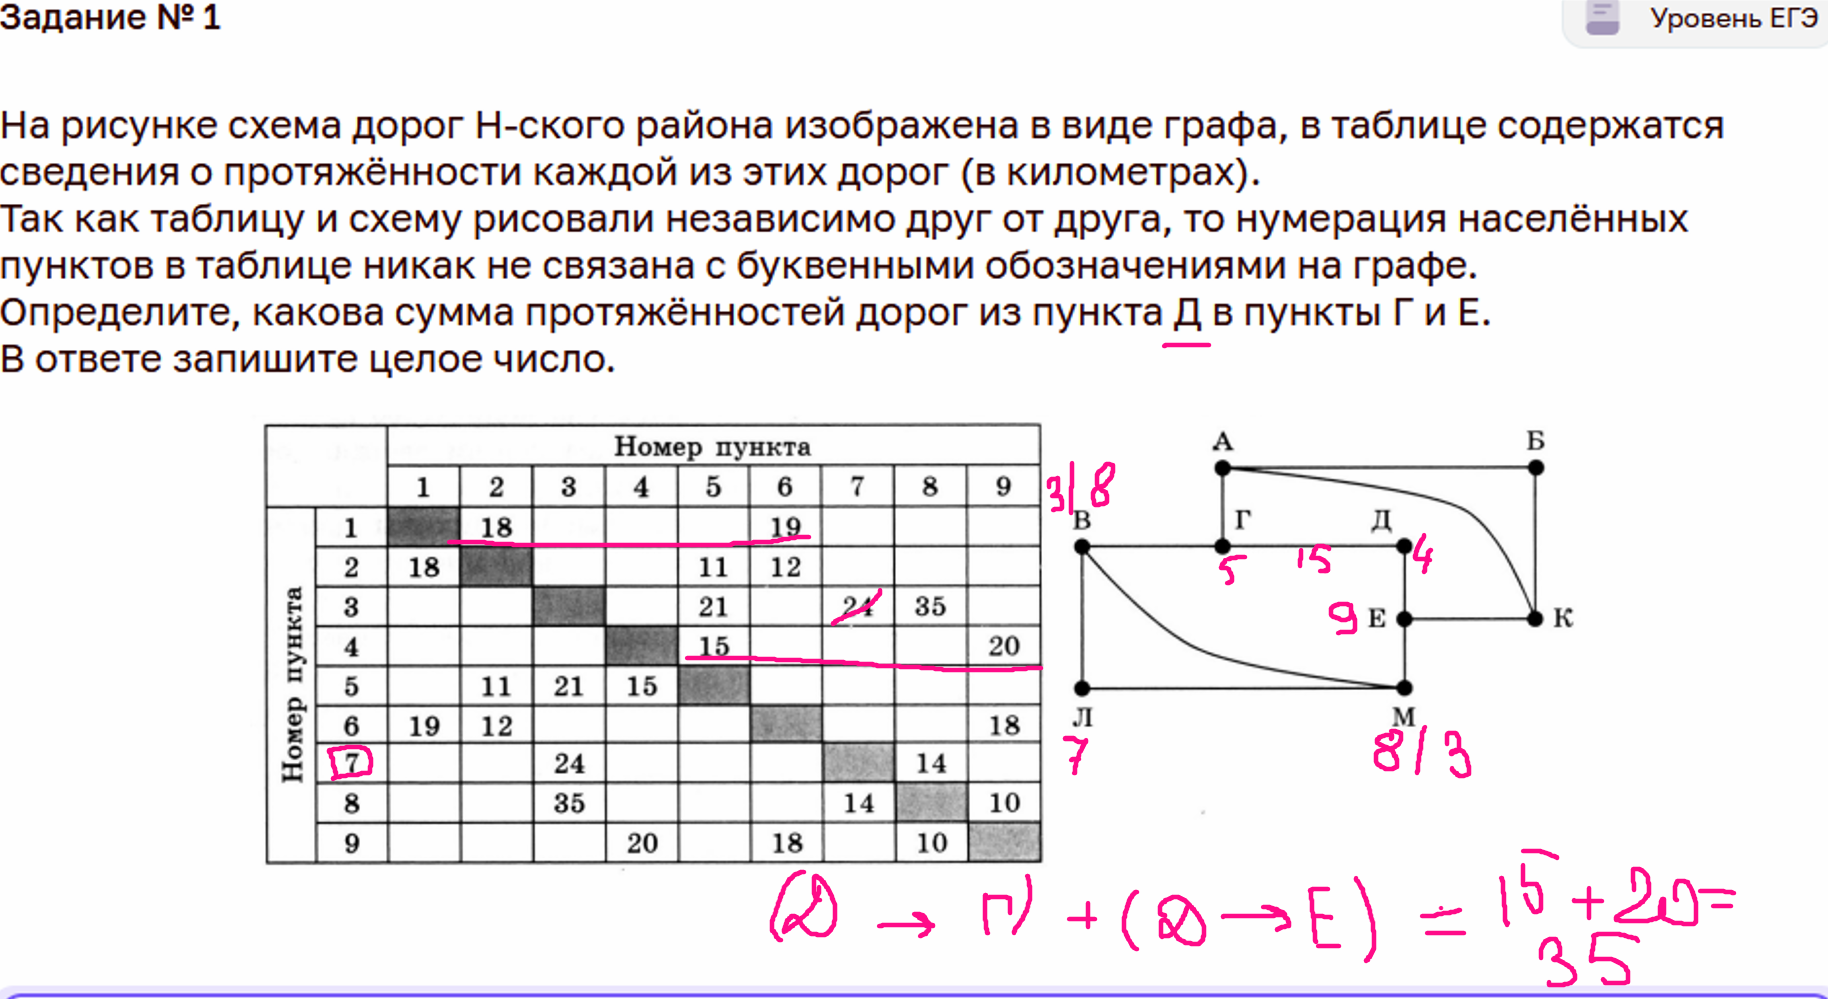 Задание № 1
Уровень ЕГЭ
На рисунке схема дорог Н-ского района изображена в виде графа, в таблице содержатся
сведения о протяжённости каждой из этих дорог (в километрах).
Так как таблицу и схему рисовали независимо друг от друга, то нумерация населённых
пунктов в таблице никак не связана с буквенными обозначениями на графе.
Определите, какова сумма протяжённостей дорог из пункта Д в пункты Г и Е.
В ответе запишите целое число.
Номер пункта
1 2 3 4 5 6 7 8 9
Номер пункта
1 18 19
2 18 11 12
3 21 24 35
4 15 20
5 11 21 15
6 19 12 18
7 24 14
8 35 14 10
9 20 18 10
А Б
3|8
В Г Д
5 15 4
9 Е К
Л М
7 8/3
(Д → Г) + (Д → Е) = 15 + 20 =
35